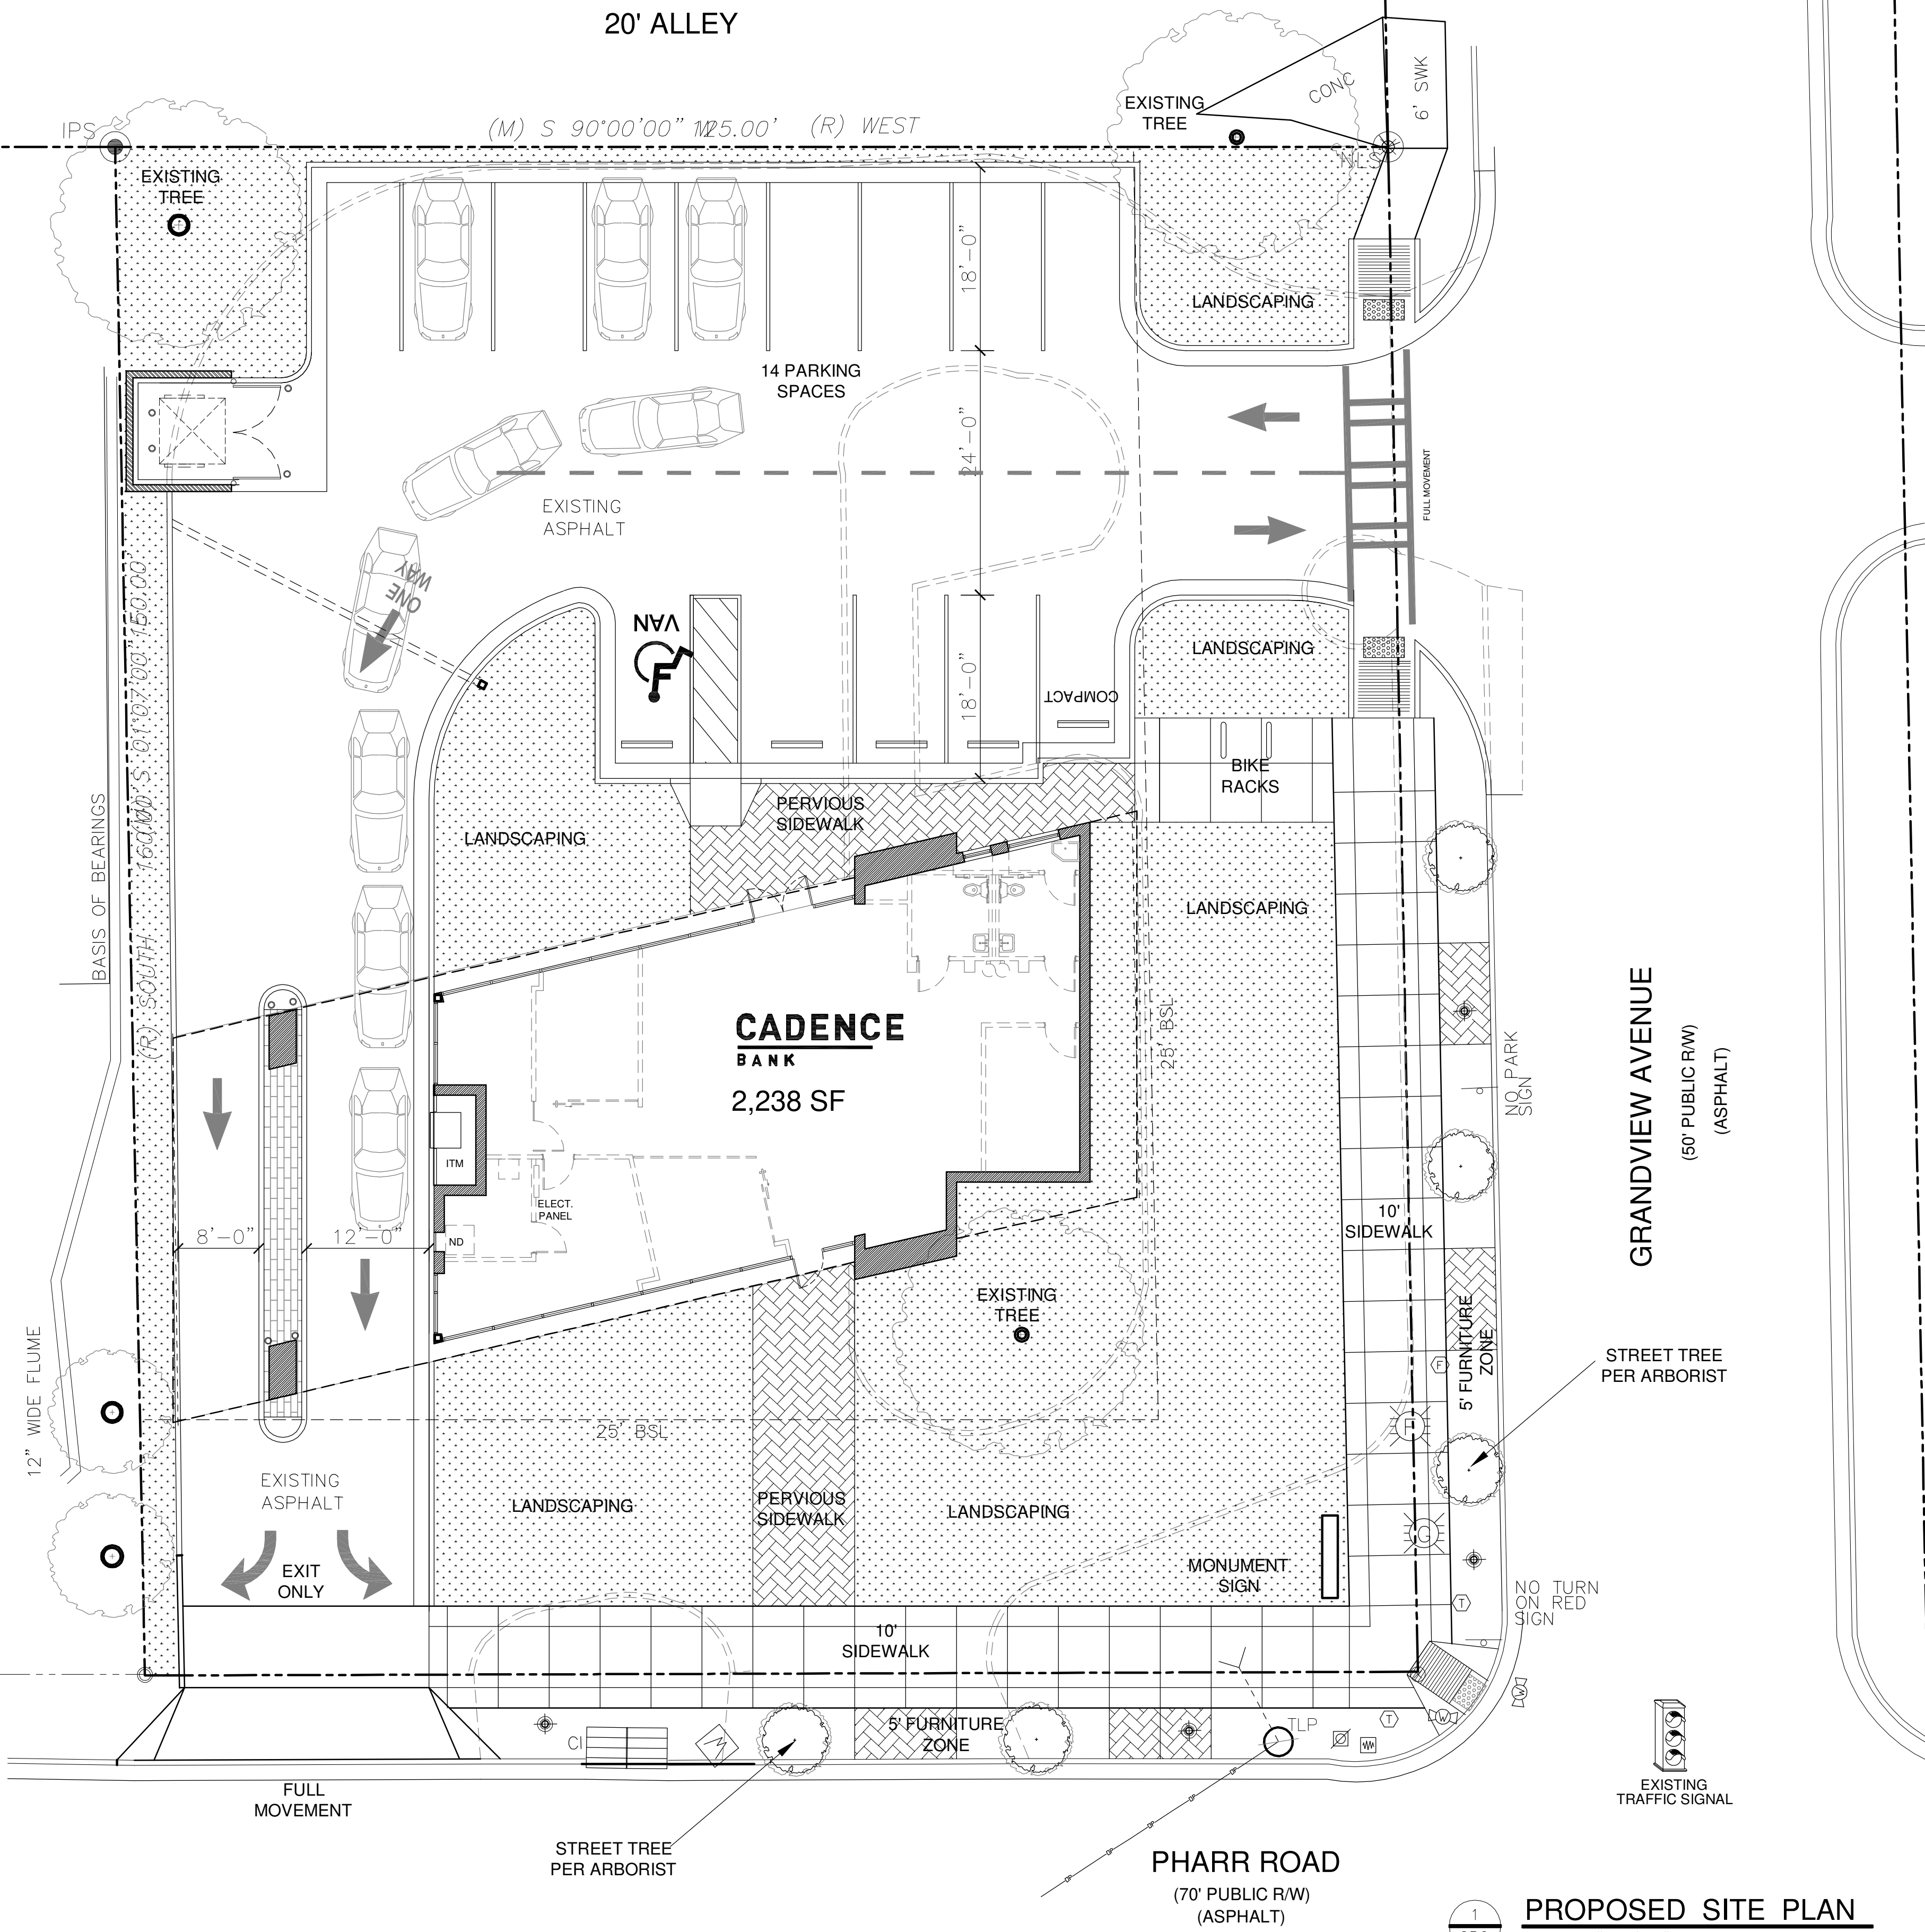 20' ALLEY
IPS
(M) S 90°00'00" 125.00' (R) WEST
EXISTING
TREE
CONC
6' SWK
NLS
EXISTING
TREE
18'-0"
LANDSCAPING
14 PARKING
SPACES
24'-0"
FULL MOVEMENT
EXISTING
ASPHALT
ONE
WAY
VAN
LANDSCAPING
18'-0"
COMPACT
S 01°07'00" 150.00'
(R) SOUTH
BASIS OF BEARINGS
BIKE
RACKS
PERVIOUS
SIDEWALK
LANDSCAPING
LANDSCAPING
CADENCE
BANK
2,238 SF
25' BSL
NO PARK
SIGN
GRANDVIEW AVENUE
(50' PUBLIC R/W)
(ASPHALT)
ITM
ELECT.
PANEL
ND
8'-0"
12'-0"
10'
SIDEWALK
EXISTING
TREE
5' FURNITURE
ZONE
STREET TREE
PER ARBORIST
12" WIDE FLUME
F
F
25' BSL
EXISTING
ASPHALT
LANDSCAPING
PERVIOUS
SIDEWALK
LANDSCAPING
G
EXIT
ONLY
MONUMENT
SIGN
T
NO TURN
ON RED
SIGN
10'
SIDEWALK
W
CI
M
5' FURNITURE
ZONE
TLP
T
W
FULL
MOVEMENT
EXISTING
TRAFFIC SIGNAL
STREET TREE
PER ARBORIST
PHARR ROAD
(70' PUBLIC R/W)
(ASPHALT)
1
PROPOSED SITE PLAN